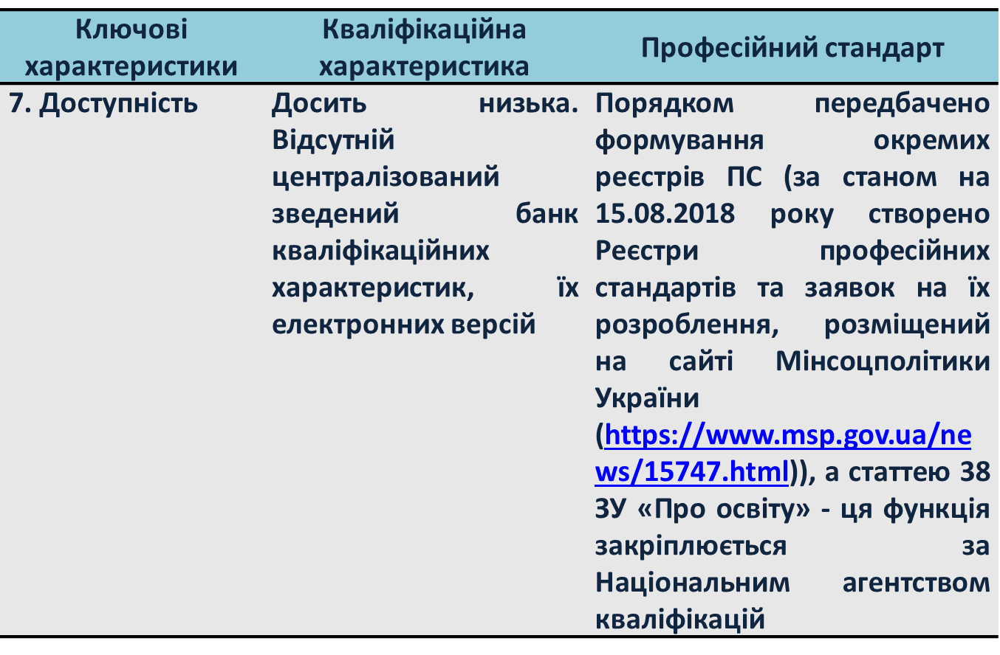 Ключові
характеристики
Кваліфікаційна
характеристика
Професійний стандарт
7. Доступність
Досить низька.
Відсутній
централізований
зведений банк
кваліфікаційних
характеристик, їх
електронних версій
Порядком передбачено
формування окремих
реєстрів ПС (за станом на
15.08.2018 року створено
Реєстри професійних
стандартів та заявок на їх
розроблення, розміщений
на сайті Мінсоцполітики
України
(https://www.msp.gov.ua/ne
ws/15747.html)), а статтею 38
ЗУ «Про освіту» - ця функція
закріплюється за
Національним агентством
кваліфікацій